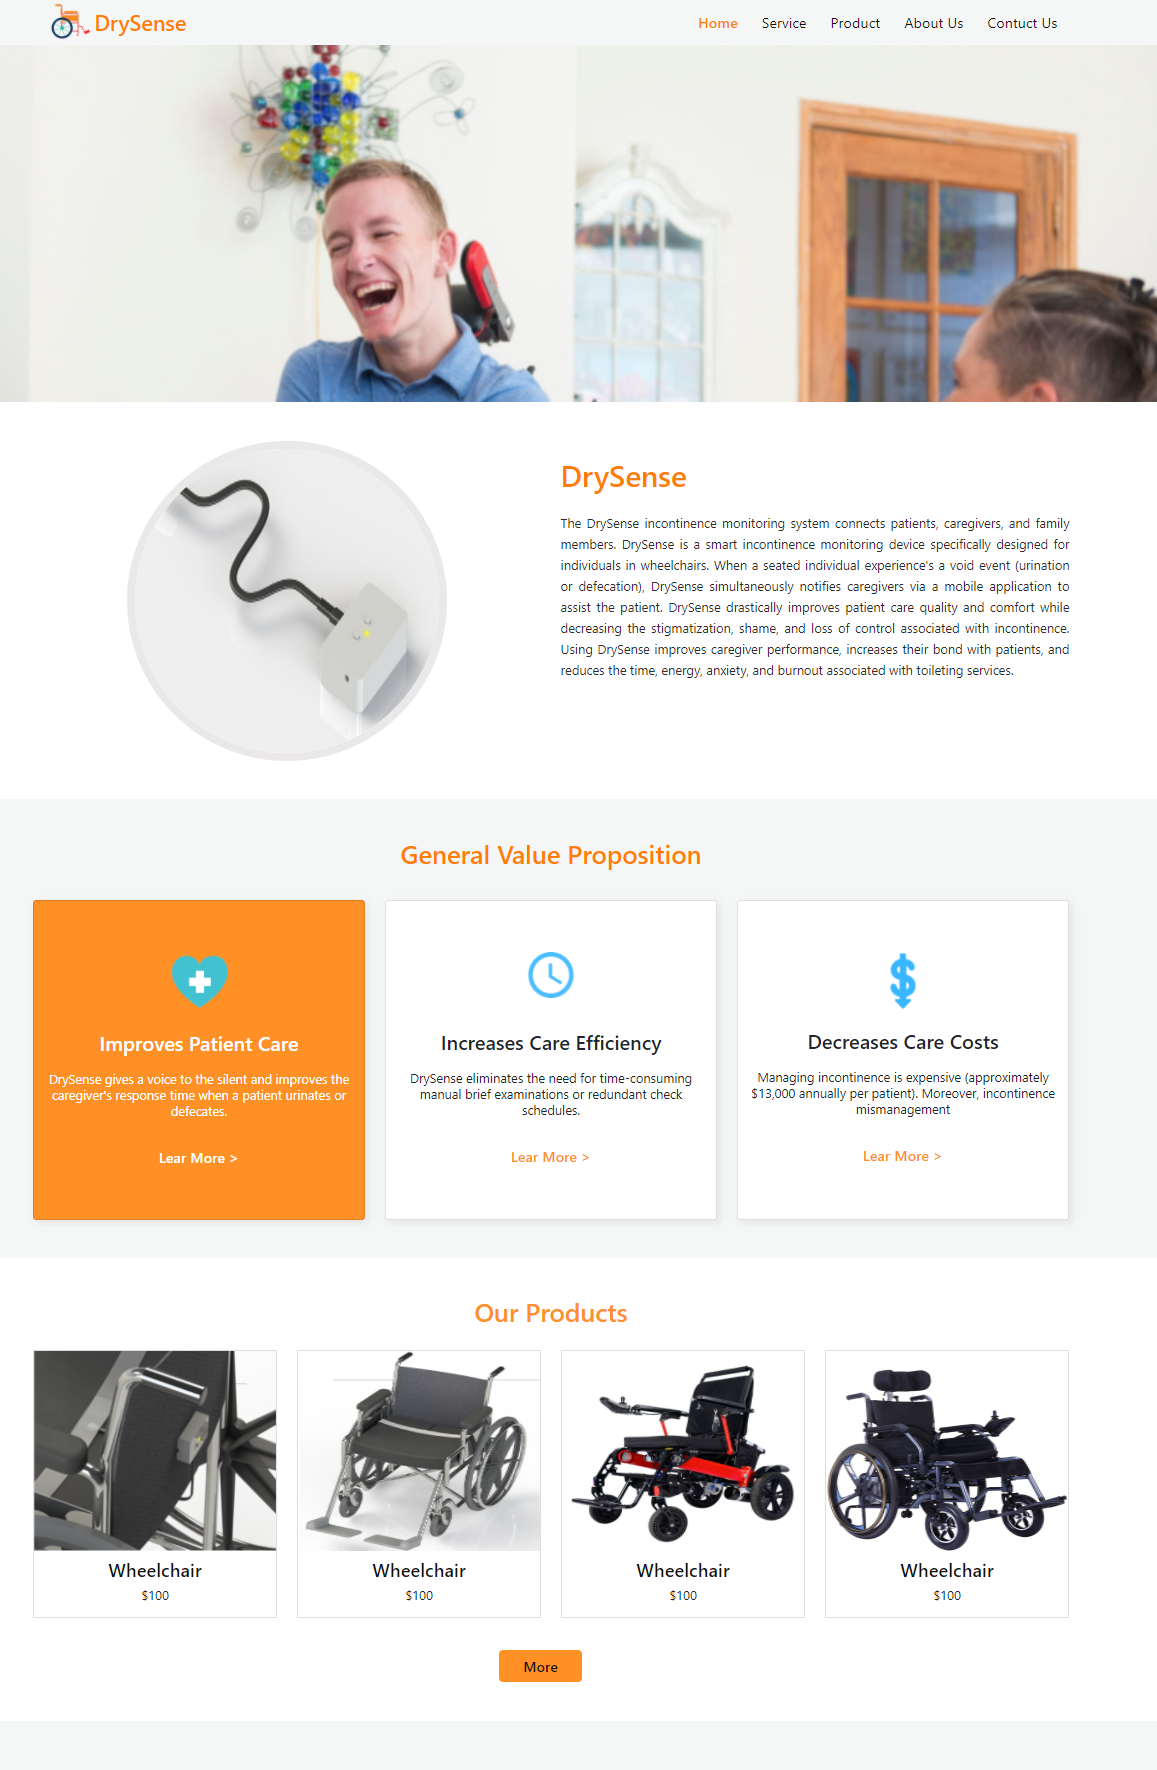 DrySense
Home Service Product About Us Contuct Us
DrySense
The DrySense incontinence monitoring system connects patients, caregivers, and family
members. DrySense is a smart incontinence monitoring device specifically designed for
individuals in wheelchairs. When a seated individual experience's a void event (urination
or defecation), DrySense simultaneously notifies caregivers via a mobile application to
assist the patient. DrySense drastically improves patient care quality and comfort while
decreasing the stigmatization, shame, and loss of control associated with incontinence.
Using DrySense improves caregiver performance, increases their bond with patients, and
reduces the time, energy, anxiety, and burnout associated with toileting services.
General Value Proposition
Improves Patient Care
DrySense gives a voice to the silent and improves the
caregiver's response time when a patient urinates or
defecates.
Lear More >
Increases Care Efficiency
DrySense eliminates the need for time-consuming
manual brief examinations or redundant check
schedules.
Lear More >
Decreases Care Costs
Managing incontinence is expensive (approximately
$13,000 annually per patient). Moreover, incontinence
mismanagement
Lear More >
Our Products
Wheelchair
$100
Wheelchair
$100
Wheelchair
$100
Wheelchair
$100
More